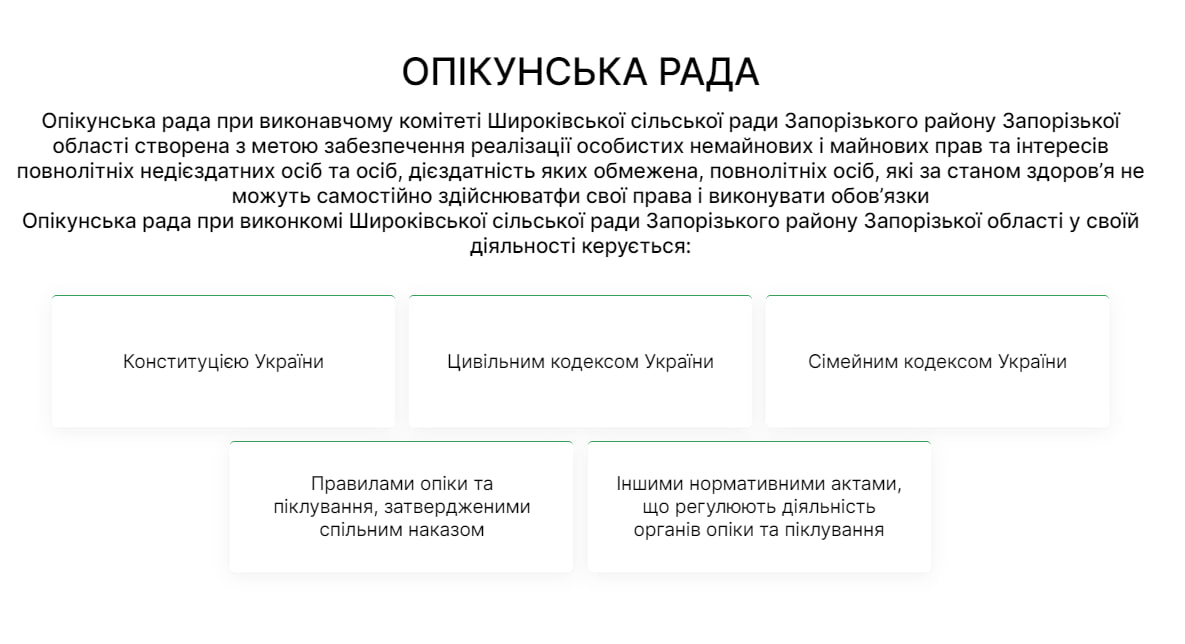 ОПІКУНСЬКА РАДА
Опікунська рада при виконавчому комітеті Широківської сільської ради Запорізького району Запорізької
області створена з метою забезпечення реалізації особистих немайнових і майнових прав та інтересів
повнолітніх недієздатних осіб та осіб, дієздатність яких обмежена, повнолітніх осіб, які за станом здоров’я не
можуть самостійно здійснюватфи свої права і виконувати обов’язки
Опікунська рада при виконкомі Широківської сільської ради Запорізького району Запорізької області у своїй
діяльності керується:
Конституцією України
Цивільним кодексом України
Сімейним кодексом України
Правилами опіки та
піклування, затвердженими
спільним наказом
Іншими нормативними актами,
що регулюють діяльність
органів опіки та піклування